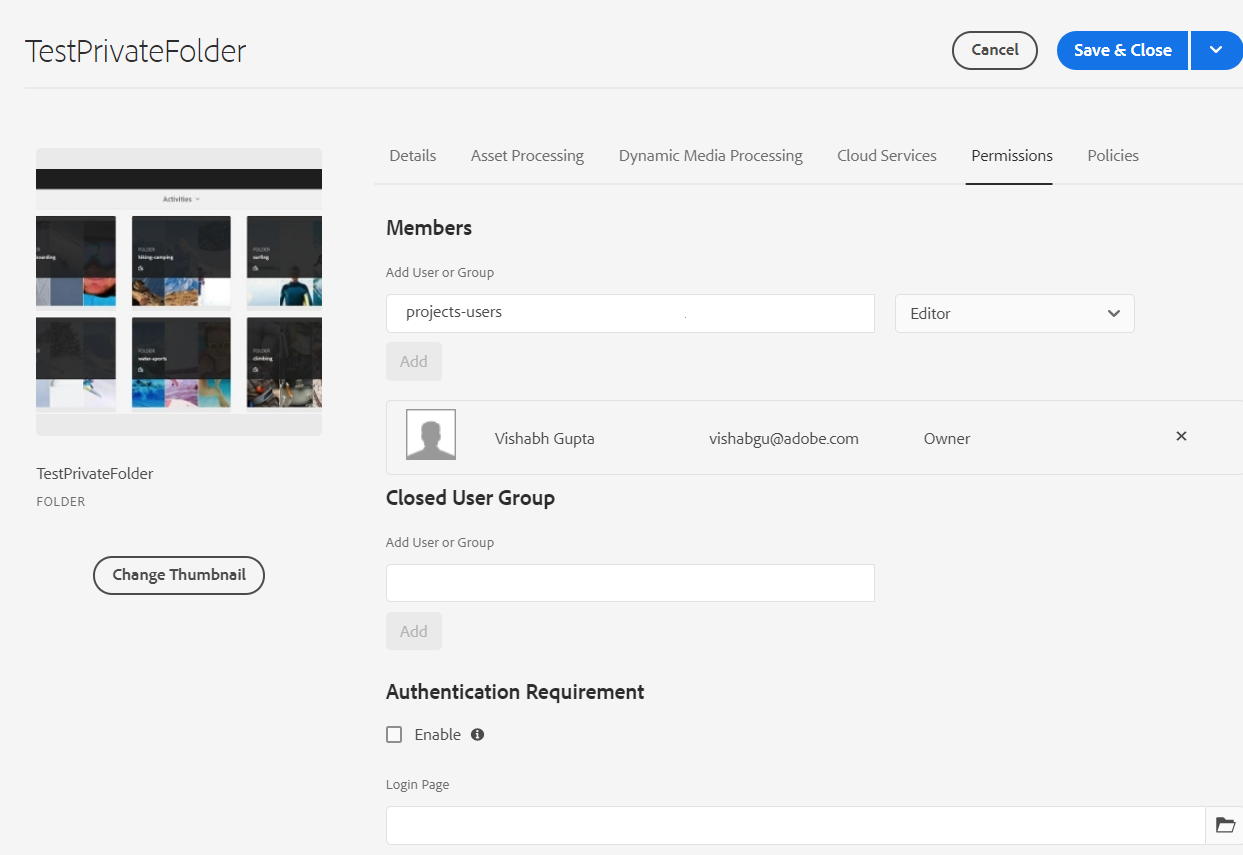 TestPrivateFolder
Cancel
Save & Close
Details Asset Processing Dynamic Media Processing Cloud Services Permissions Policies
Activities
FOLDER
hiking-camping
FOLDER
surfing
FOLDER
water-sports
FOLDER
climbing
TestPrivateFolder
FOLDER
Change Thumbnail
Members
Add User or Group
projects-users
Editor
Add
Vishabh Gupta vishabgu@adobe.com Owner
Closed User Group
Add User or Group
Add
Authentication Requirement
Enable
Login Page